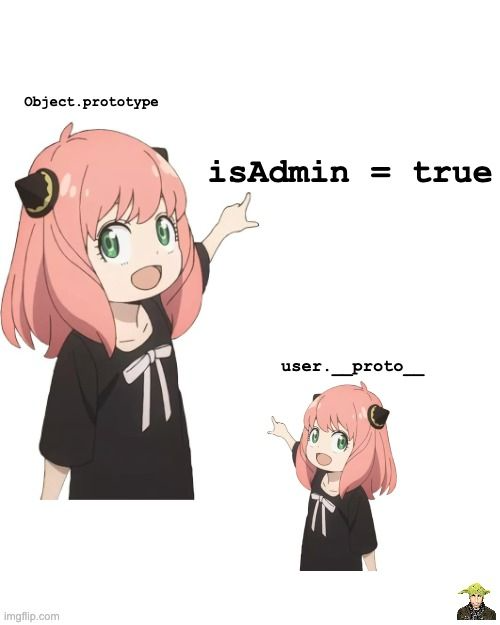 Object.prototype
isAdmin = true
user.__proto__
imgflip.com